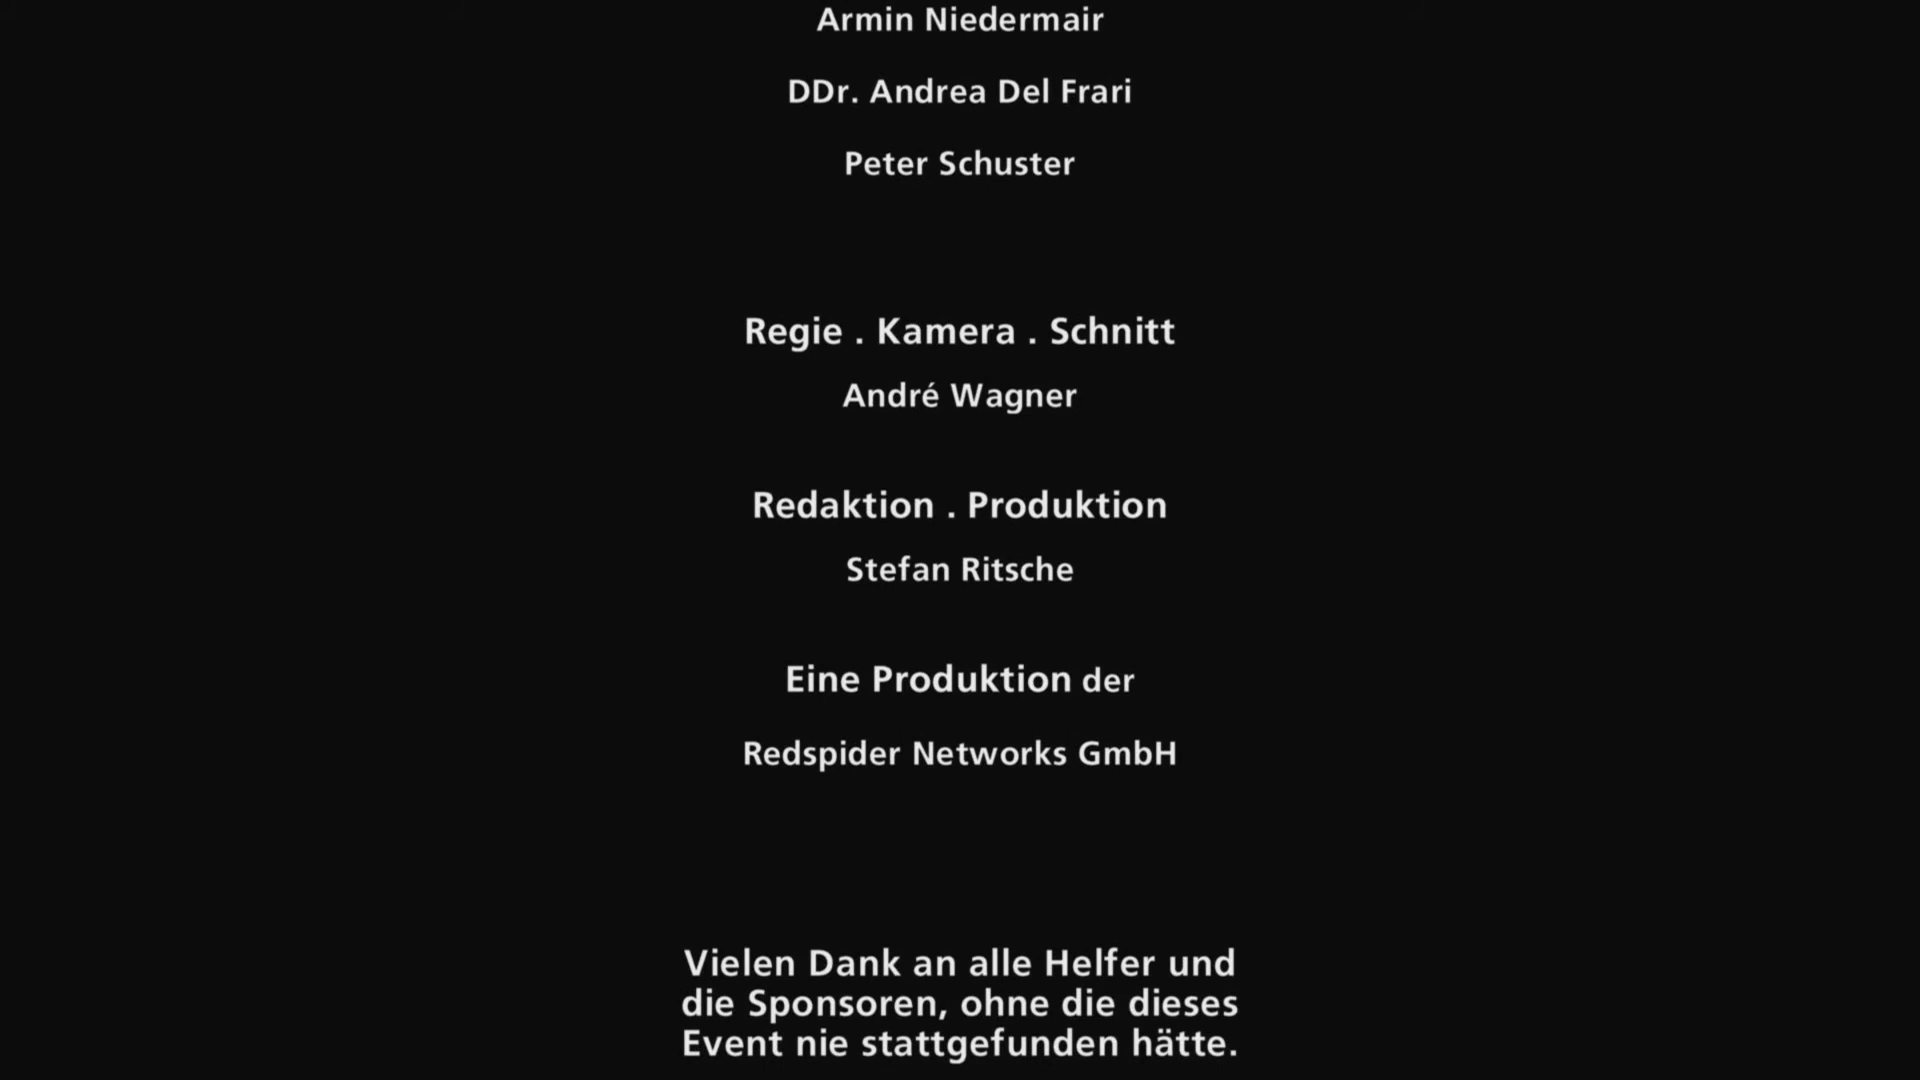 Armin Niedermair
DDr. Andrea Del Frari
Peter Schuster
Regie . Kamera . Schnitt
André Wagner
Redaktion . Produktion
Stefan Ritsche
Eine Produktion der
Redspider Networks GmbH
Vielen Dank an alle Helfer und
die Sponsoren, ohne die dieses
Event nie stattgefunden hätte.